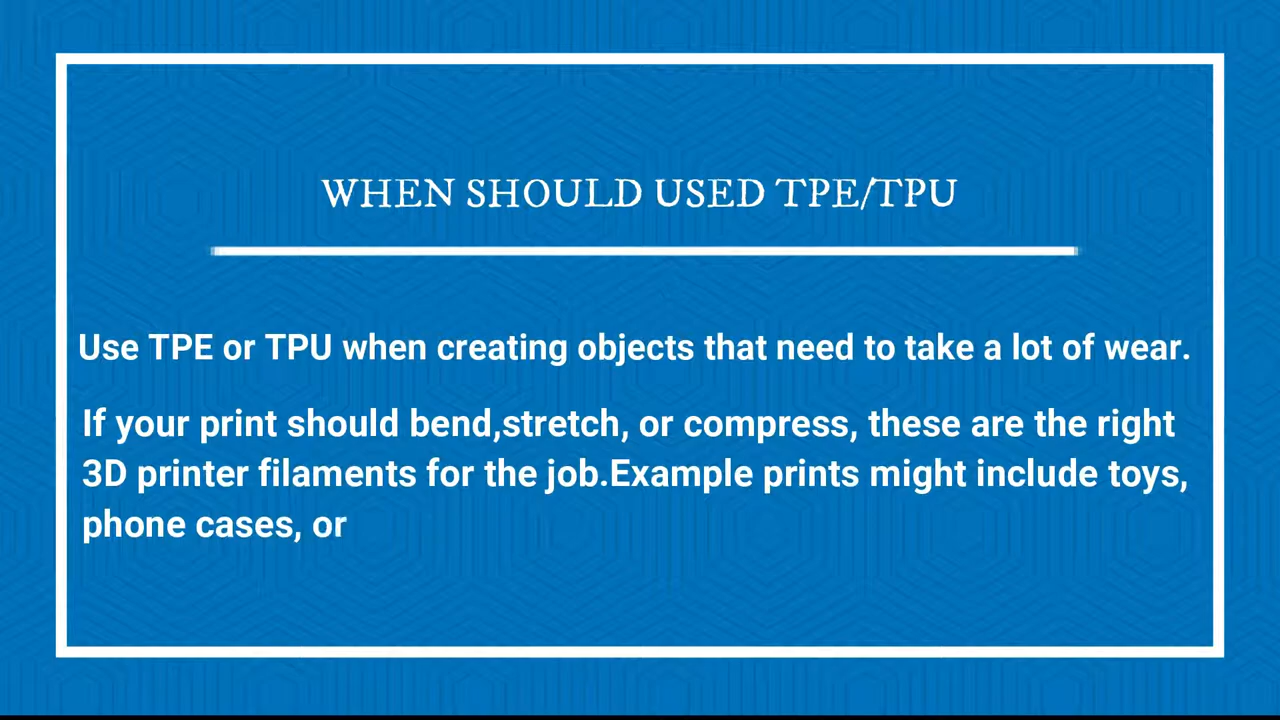 WHEN SHOULD USED TPE/TPU
Use TPE or TPU when creating objects that need to take a lot of wear.
If your print should bend,stretch, or compress, these are the right
3D printer filaments for the job.Example prints might include toys,
phone cases, or